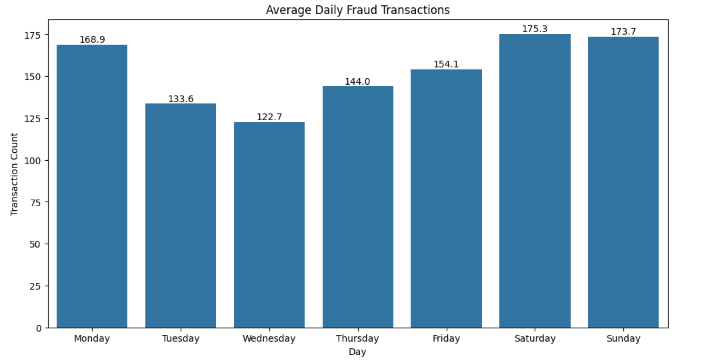 Average Daily Fraud Transactions
Transaction Count
175
150
125
100
75
50
25
0
168.9
133.6
122.7
144.0
154.1
175.3
173.7
Monday
Tuesday
Wednesday
Thursday
Friday
Saturday
Sunday
Day